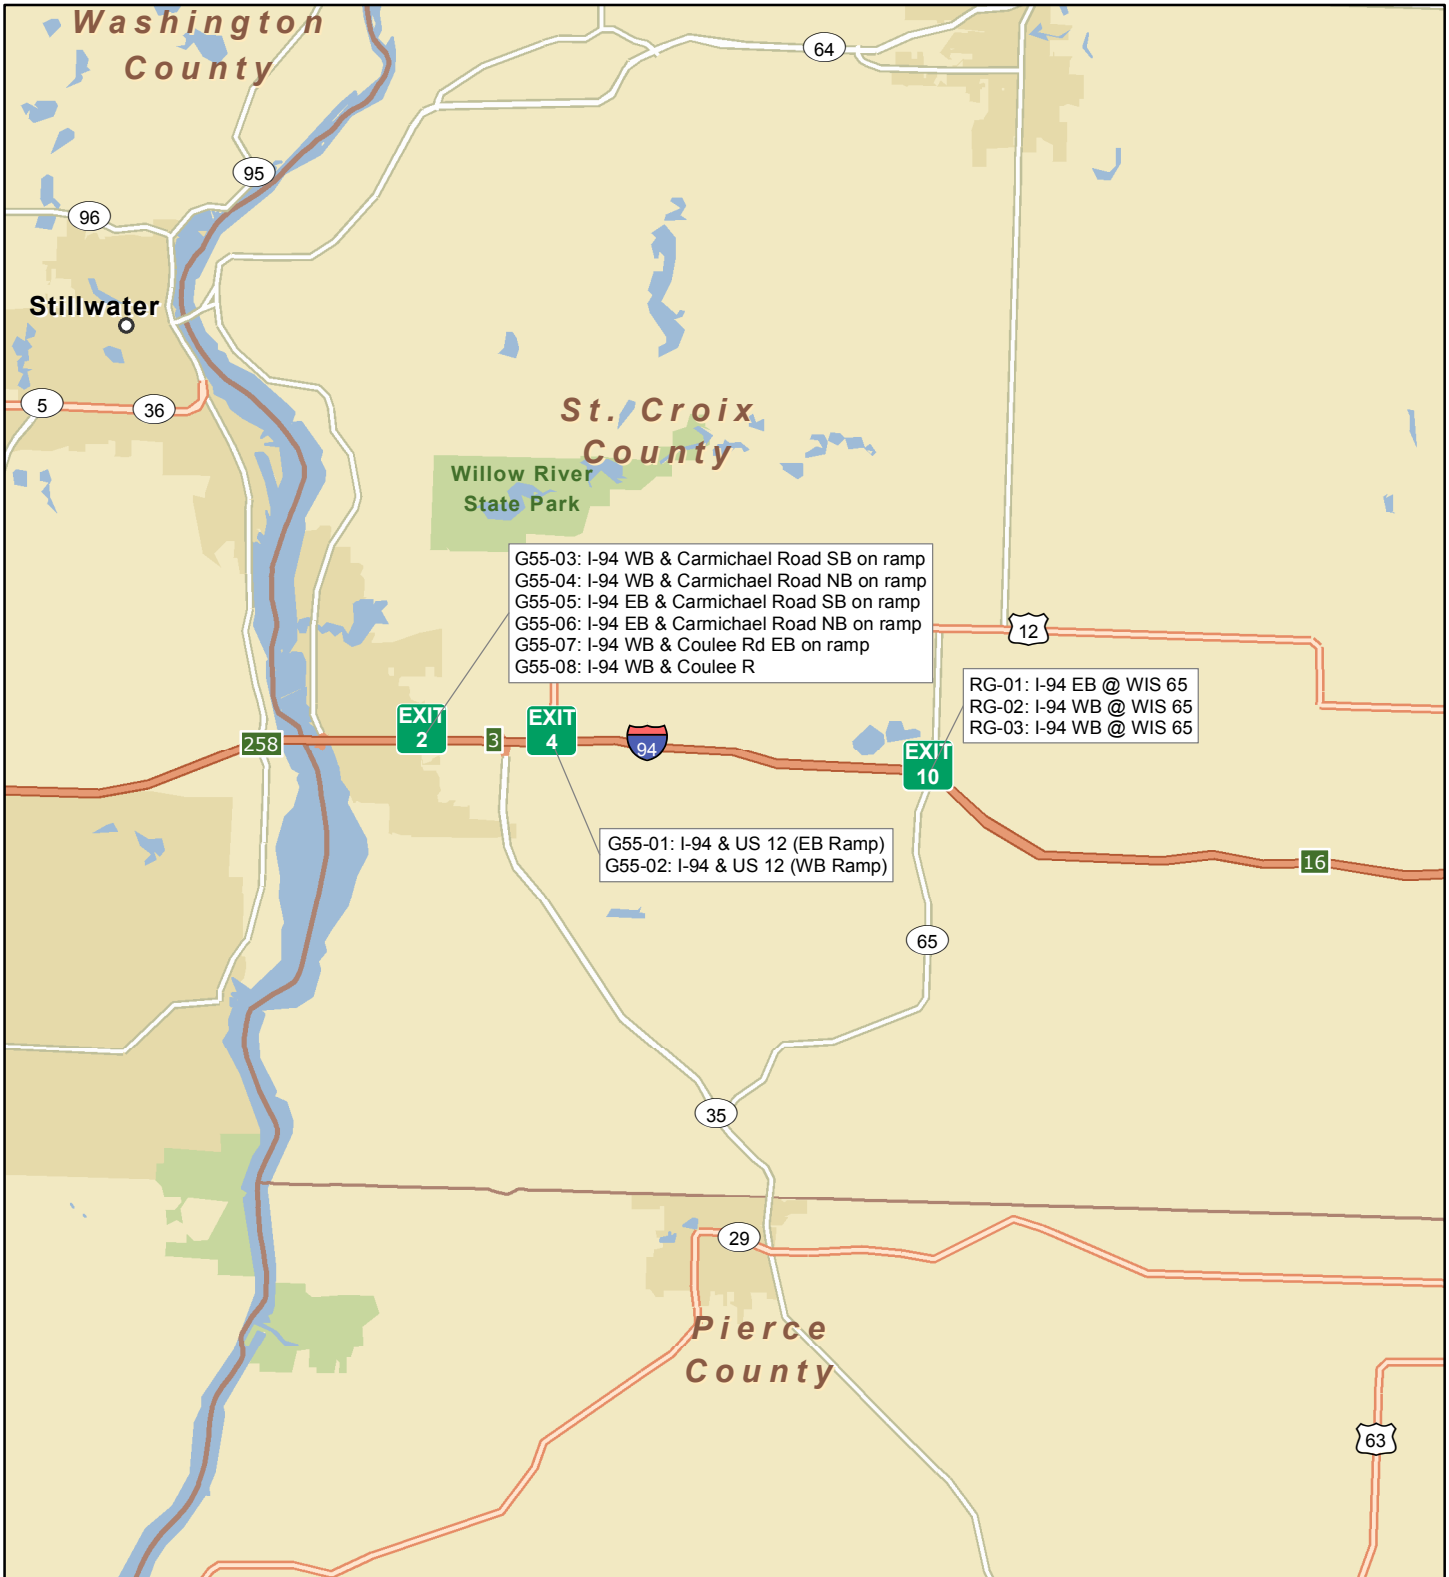 Washington
County
64
95
96
Stillwater
5
36
St. Croix
County
Willow River
State Park
G55-03: I-94 WB & Carmichael Road SB on ramp
G55-04: I-94 WB & Carmichael Road NB on ramp
G55-05: I-94 EB & Carmichael Road SB on ramp
G55-06: I-94 EB & Carmichael Road NB on ramp
G55-07: I-94 WB & Coulee Rd EB on ramp
G55-08: I-94 WB & Coulee R
12
RG-01: I-94 EB @ WIS 65
RG-02: I-94 WB @ WIS 65
RG-03: I-94 WB @ WIS 65
258
EXIT
2
3
EXIT
4
94
EXIT
10
G55-01: I-94 & US 12 (EB Ramp)
G55-02: I-94 & US 12 (WB Ramp)
16
65
35
29
Pierce
County
63